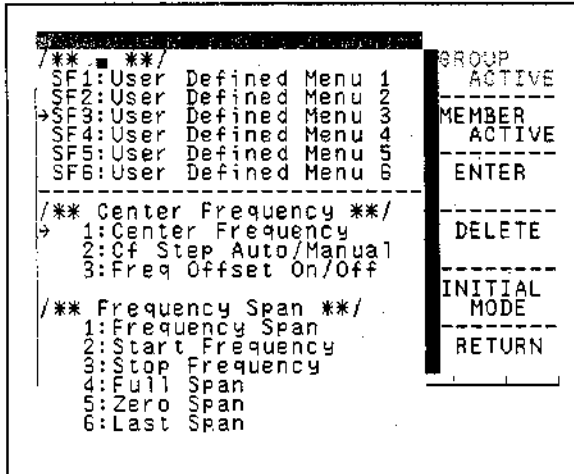 /** ■ **/
SF1:User Defined Menu 1
SF2:User Defined Menu 2
→SF3:User Defined Menu 3
SF4:User Defined Menu 4
SF5:User Defined Menu 5
SF6:User Defined Menu 6
/** Center Frequency **/
→ 1:Center Frequency
2:Cf Step Auto/Manual
3:Freq Offset On/Off
/** Frequency Span **/
1:Frequency Span
2:Start Frequency
3:Stop Frequency
4:Full Span
5:Zero Span
6:Last Span
GROUP
ACTIVE
MEMBER
ACTIVE
ENTER
DELETE
INITIAL
MODE
RETURN